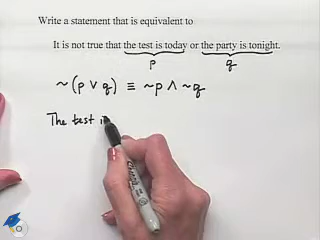 Write a statement that is equivalent to
It is not true that the test is today or the party is tonight.
p q
~(p ∨ q) ≡ ~p ∧ ~q
The test i